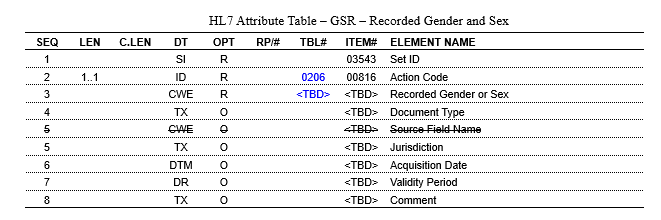 HL7 Attribute Table – GSR – Recorded Gender and Sex
SEQ LEN C.LEN DT OPT RP/# TBL# ITEM# ELEMENT NAME
1 SI R 03543 Set ID
2 1..1 ID R 0206 00816 Action Code
3 CWE R <TBD> <TBD> Recorded Gender or Sex
4 TX O <TBD> Document Type
5 CWE O <TBD> Source Field Name
5 TX O <TBD> Jurisdiction
6 DTM O <TBD> Acquisition Date
7 DR O <TBD> Validity Period
8 TX O <TBD> Comment